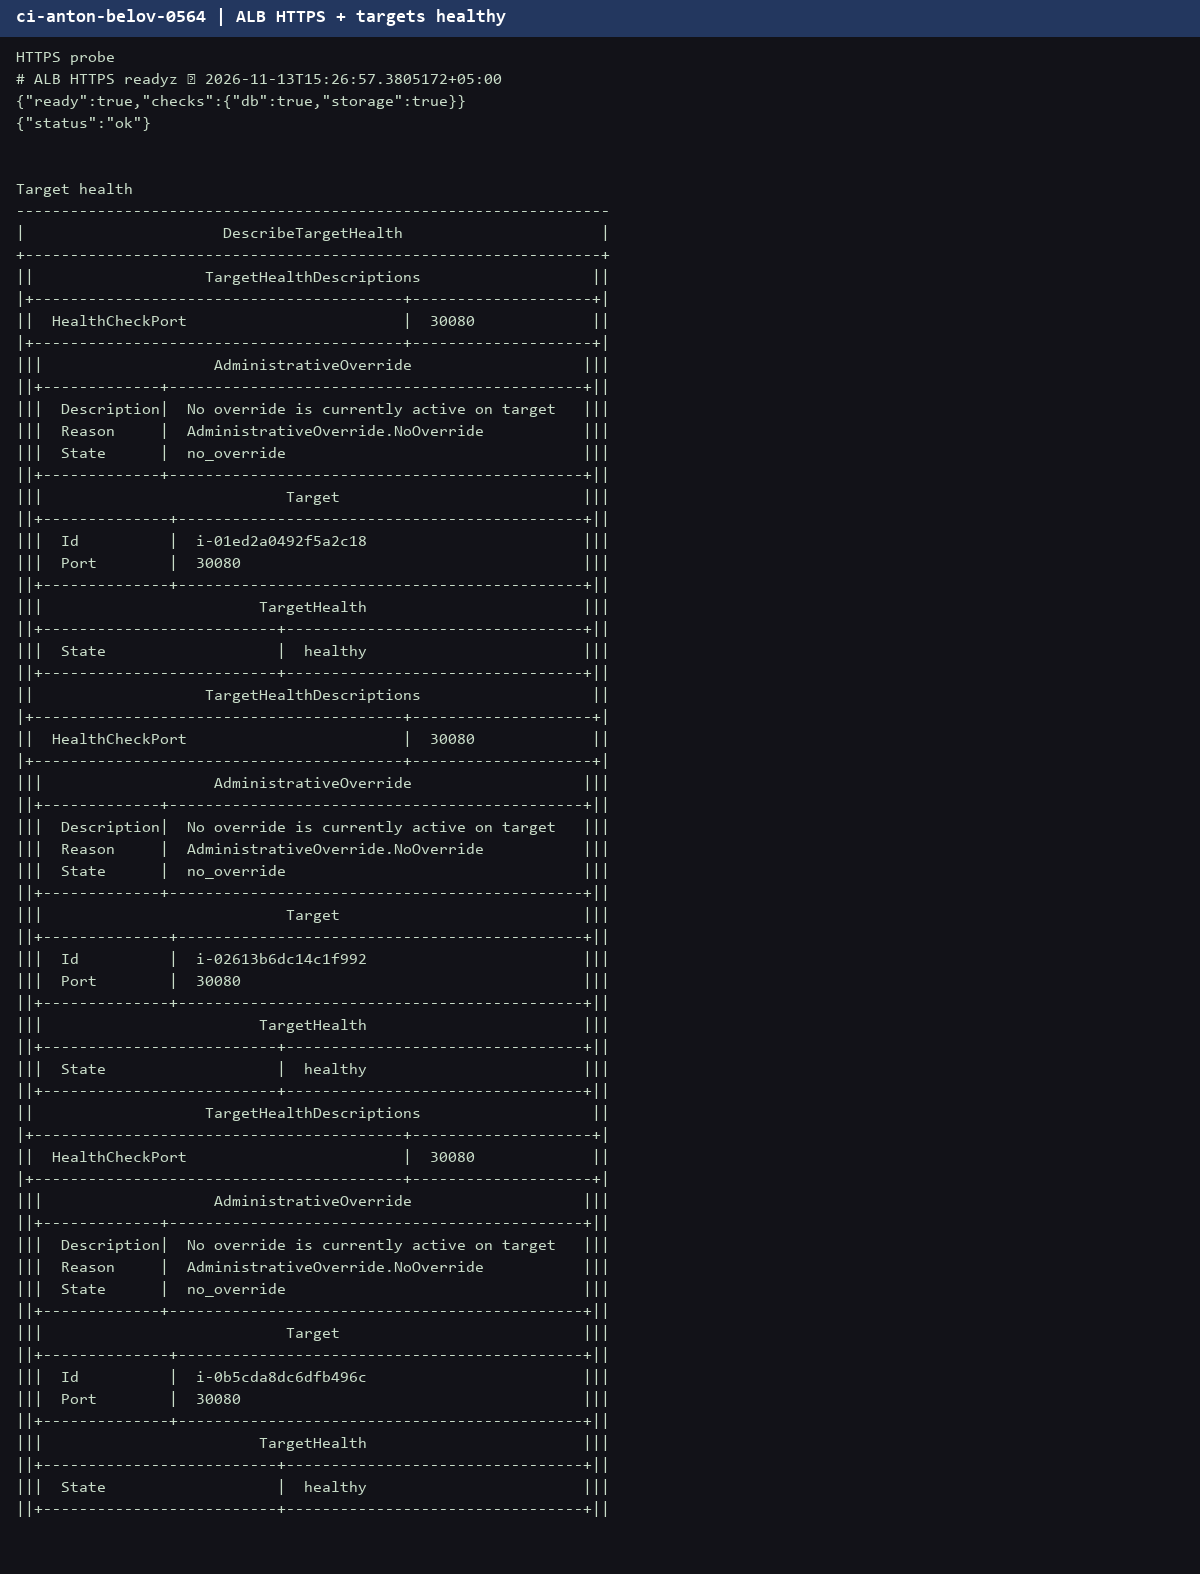 ci-anton-belov-0564 | ALB HTTPS + targets healthy
HTTPS probe
# ALB HTTPS readyz 2026-11-13T15:26:57.3805172+05:00
{"ready":true,"checks":{"db":true,"storage":true}}
{"status":"ok"}
Target health
-----------------------------------------------------------------
|                      DescribeTargetHealth                      |
+----------------------------------------------------------------+
||                   TargetHealthDescriptions                   ||
|+-----------------------------------------+--------------------+|
||  HealthCheckPort                        |  30080             ||
|+-----------------------------------------+--------------------+|
|||                   AdministrativeOverride                   |||
||+-------------+----------------------------------------------+||
|||  Description|  No override is currently active on target   |||
|||  Reason     |  AdministrativeOverride.NoOverride           |||
|||  State      |  no_override                                 |||
||+-------------+----------------------------------------------+||
|||                           Target                           |||
||+--------------+---------------------------------------------+||
|||  Id          |  i-01ed2a0492f5a2c18                        |||
|||  Port        |  30080                                      |||
||+--------------+---------------------------------------------+||
|||                        TargetHealth                        |||
||+--------------------------+---------------------------------+||
|||  State                   |  healthy                        |||
||+--------------------------+---------------------------------+||
||                   TargetHealthDescriptions                   ||
|+-----------------------------------------+--------------------+|
||  HealthCheckPort                        |  30080             ||
|+-----------------------------------------+--------------------+|
|||                   AdministrativeOverride                   |||
||+-------------+----------------------------------------------+||
|||  Description|  No override is currently active on target   |||
|||  Reason     |  AdministrativeOverride.NoOverride           |||
|||  State      |  no_override                                 |||
||+-------------+----------------------------------------------+||
|||                           Target                           |||
||+--------------+---------------------------------------------+||
|||  Id          |  i-02613b6dc14c1f992                        |||
|||  Port        |  30080                                      |||
||+--------------+---------------------------------------------+||
|||                        TargetHealth                        |||
||+--------------------------+---------------------------------+||
|||  State                   |  healthy                        |||
||+--------------------------+---------------------------------+||
||                   TargetHealthDescriptions                   ||
|+-----------------------------------------+--------------------+|
||  HealthCheckPort                        |  30080             ||
|+-----------------------------------------+--------------------+|
|||                   AdministrativeOverride                   |||
||+-------------+----------------------------------------------+||
|||  Description|  No override is currently active on target   |||
|||  Reason     |  AdministrativeOverride.NoOverride           |||
|||  State      |  no_override                                 |||
||+-------------+----------------------------------------------+||
|||                           Target                           |||
||+--------------+---------------------------------------------+||
|||  Id          |  i-0b5cda8dc6dfb496c                        |||
|||  Port        |  30080                                      |||
||+--------------+---------------------------------------------+||
|||                        TargetHealth                        |||
||+--------------------------+---------------------------------+||
|||  State                   |  healthy                        |||
||+--------------------------+---------------------------------+||